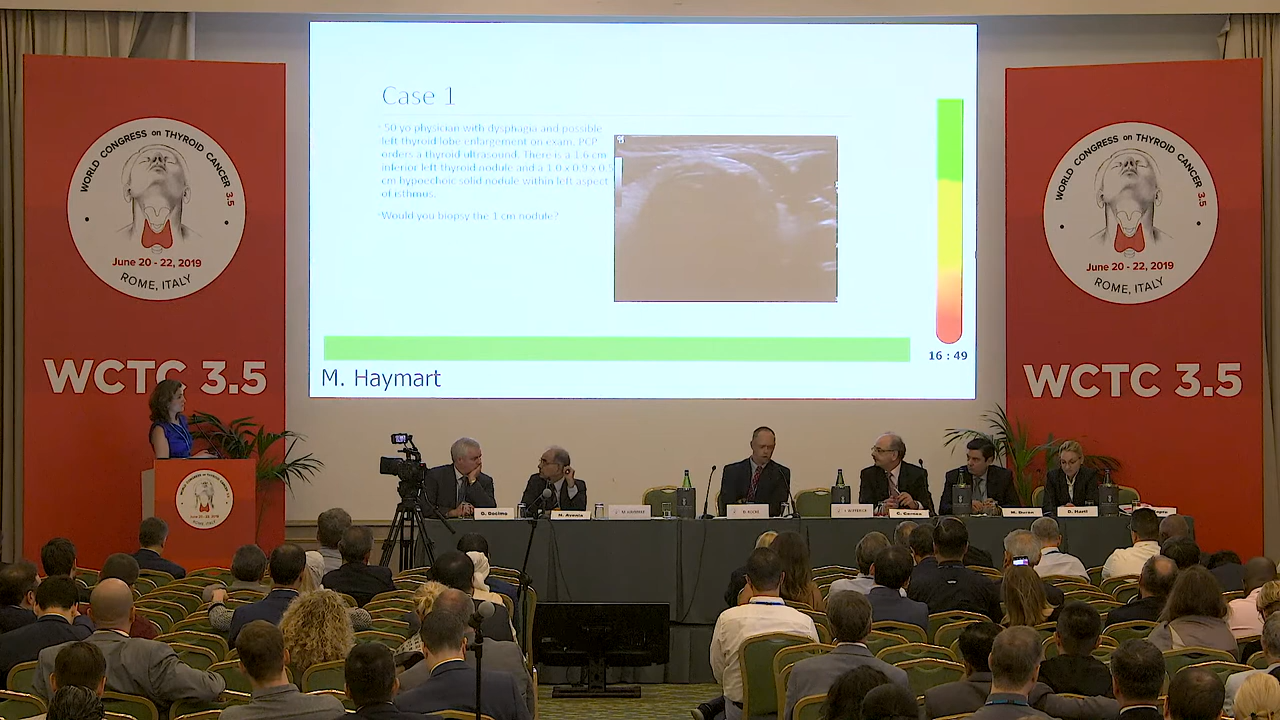 Case 1
50 yo physician with dysphagia and possible
left thyroid lobe enlargement on exam. PCP
orders a thyroid ultrasound. There is a 1.6 cm
inferior left thyroid nodule and a 1.0 x 0.9 x 0.5
cm hypoechoic solid nodule within left aspect
of isthmus.
Would you biopsy the 1 cm nodule?
16 : 49
M. Haymart
WORLD CONGRESS on THYROID CANCER 3.5
June 20 - 22, 2019
ROME, ITALY
WCTC 3.5
WORLD CONGRESS on THYROID CANCER 3.5
June 20 - 22, 2019
ROME, ITALY
WCTC 3.5
M. Duran
D. Hartl